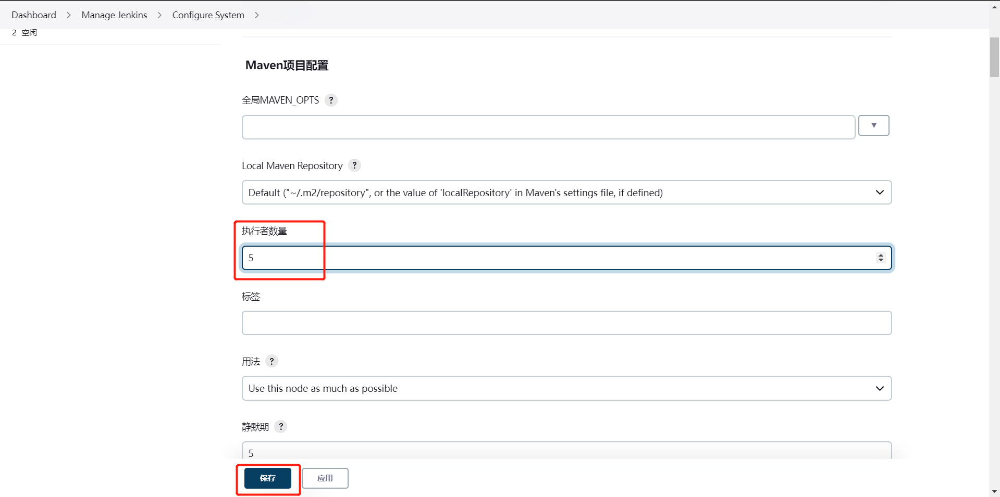 Dashboard > Manage Jenkins > Configure System >
2 空闲
Maven项目配置
全局MAVEN_OPTS ?
▼
Local Maven Repository ?
Default ("~/.m2/repository", or the value of 'localRepository' in Maven's settings file, if defined)
执行者数量
5
标签
用法 ?
Use this node as much as possible
静默期 ?
5
保存 应用